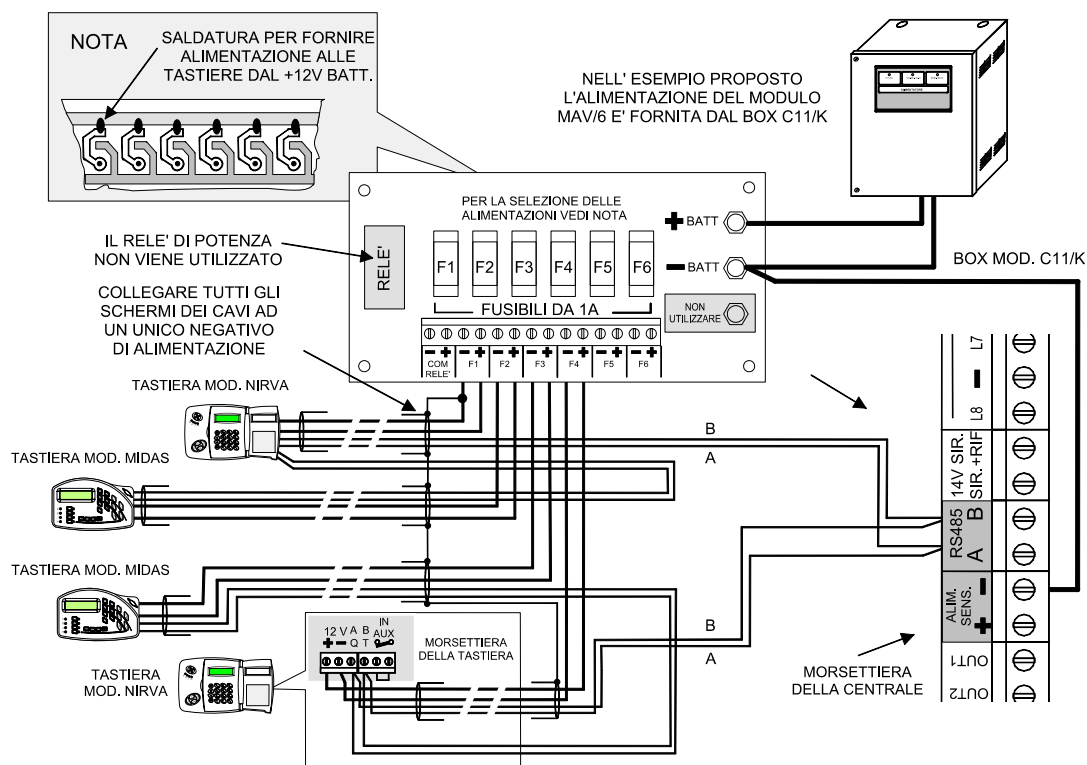 NOTA
SALDATURA PER FORNIRE
ALIMENTAZIONE ALLE
TASTIERE DAL +12V BATT.
NELL' ESEMPIO PROPOSTO
L'ALIMENTAZIONE DEL MODULO
MAV/6 E' FORNITA DAL BOX C11/K
BOX MOD. C11/K
PER LA SELEZIONE DELLE
ALIMENTAZIONI VEDI NOTA
+ BATT
- BATT
NON
UTILIZZARE
RELE'
F1 F2 F3 F4 F5 F6
FUSIBILI DA 1A
- + - + - + - + - + - + - +
COM
RELE'
F1 F2 F3 F4 F5 F6
IL RELE' DI POTENZA
NON VIENE UTILIZZATO
COLLEGARE TUTTI GLI
SCHERMI DEI CAVI AD
UN UNICO NEGATIVO
DI ALIMENTAZIONE
TASTIERA MOD. NIRVA
TASTIERA MOD. MIDAS
TASTIERA MOD. MIDAS
TASTIERA
MOD. NIRVA
B
A
B
A
12 V A B IN
+ - Q T AUX
MORSETTIERA
DELLA TASTIERA
L7
-
L8
14V SIR.
SIR.+RIF
RS485
B
A
ALIM.
SENS.
-
+
OUT1
OUT2
MORSETTIERA
DELLA CENTRALE